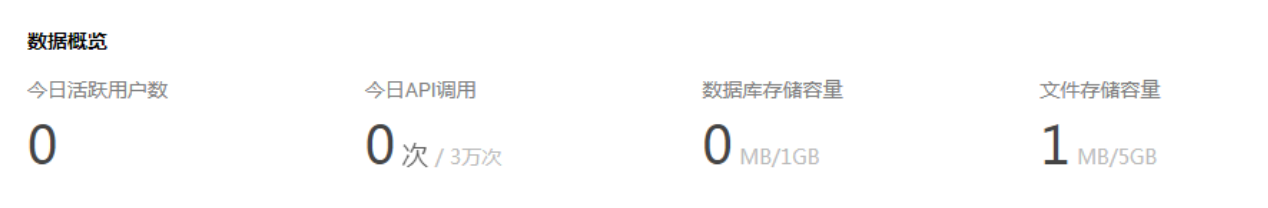 数据概览
今日活跃用户数 今日API调用 数据库存储容量 文件存储容量
0 0 次 / 3万次 0 MB/1GB 1 MB/5GB